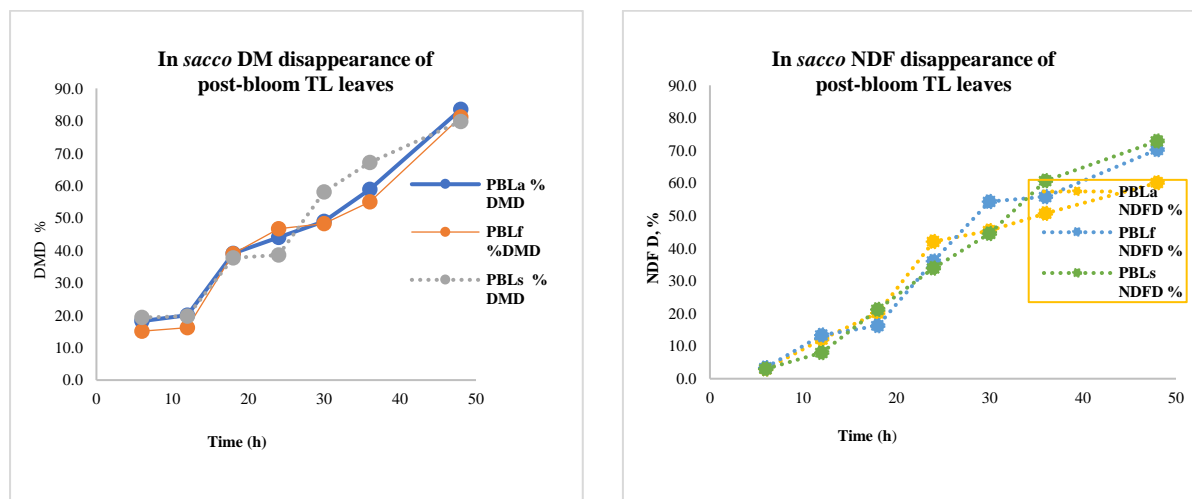 In sacco DM disappearance of
post-bloom TL leaves
90.0
80.0
70.0
60.0
50.0
40.0
30.0
20.0
10.0
0.0
DMD %
0 10 20 30 40 50
Time (h)
PBLa %
DMD
PBLf
%DMD
PBLs %
DMD
In sacco NDF disappearance of
post-bloom TL leaves
90.0
80.0
70.0
60.0
50.0
40.0
30.0
20.0
10.0
0.0
NDF D, %
0 10 20 30 40 50
Time (h)
PBLa
NDFD %
PBLf
NDFD %
PBLs
NDFD %